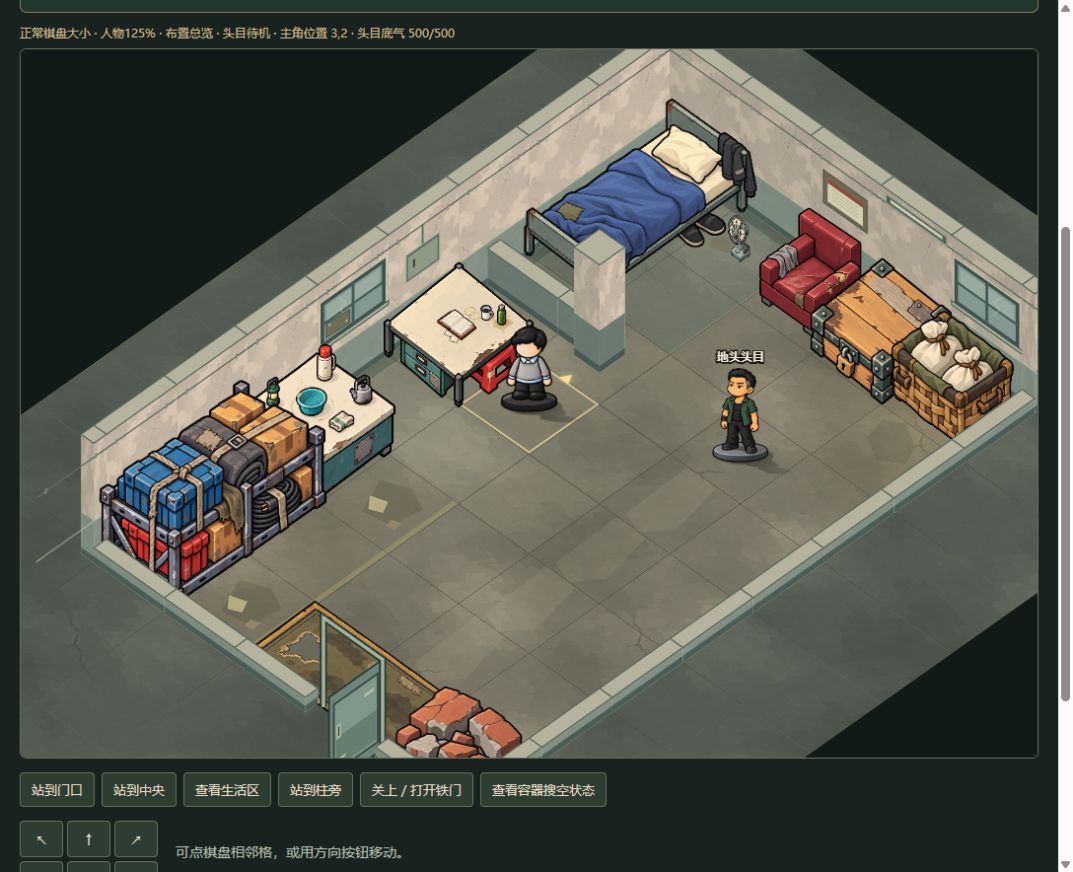 正常棋盘大小 · 人物125% · 布置总览 · 头目待机 · 主角位置 3,2 · 头目底气 500/500
地头头目
站到门口
站到中央
查看生活区
站到柱旁
关上 / 打开铁门
查看容器搜空状态
↖ ↑ ↗
可点棋盘相邻格，或用方向按钮移动。